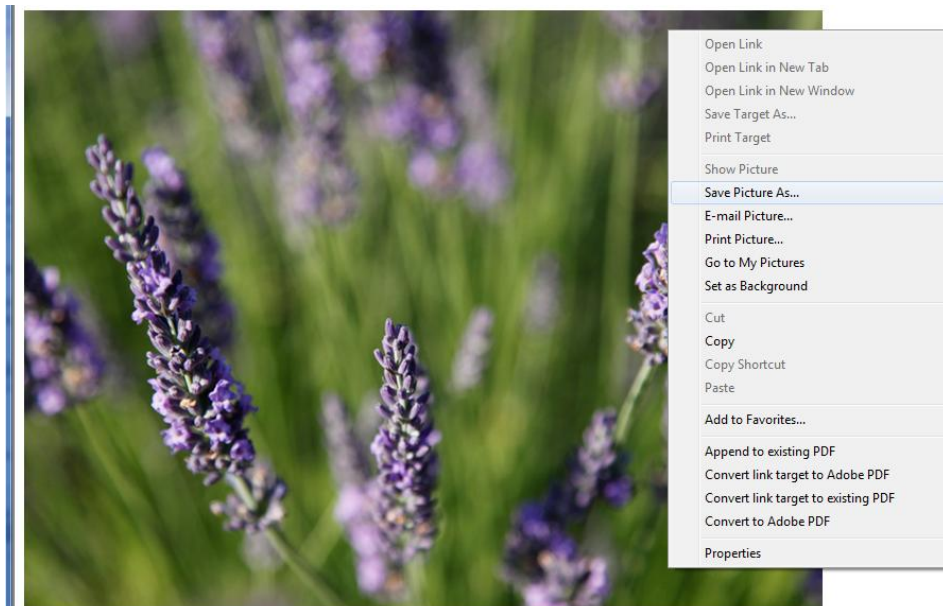 Open Link
Open Link in New Tab
Open Link in New Window
Save Target As...
Print Target
Show Picture
Save Picture As...
E-mail Picture...
Print Picture...
Go to My Pictures
Set as Background
Cut
Copy
Copy Shortcut
Paste
Add to Favorites...
Append to existing PDF
Convert link target to Adobe PDF
Convert link target to existing PDF
Convert to Adobe PDF
Properties